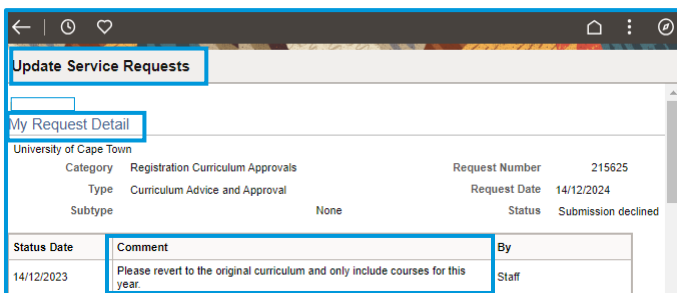 Update Service Requests
My Request Detail
University of Cape Town
Category Registration Curriculum Approvals Request Number 215625
Type Curriculum Advice and Approval Request Date 14/12/2024
Subtype None Status Submission declined
Status Date Comment By
14/12/2023 Please revert to the original curriculum and only include courses for this year. Staff